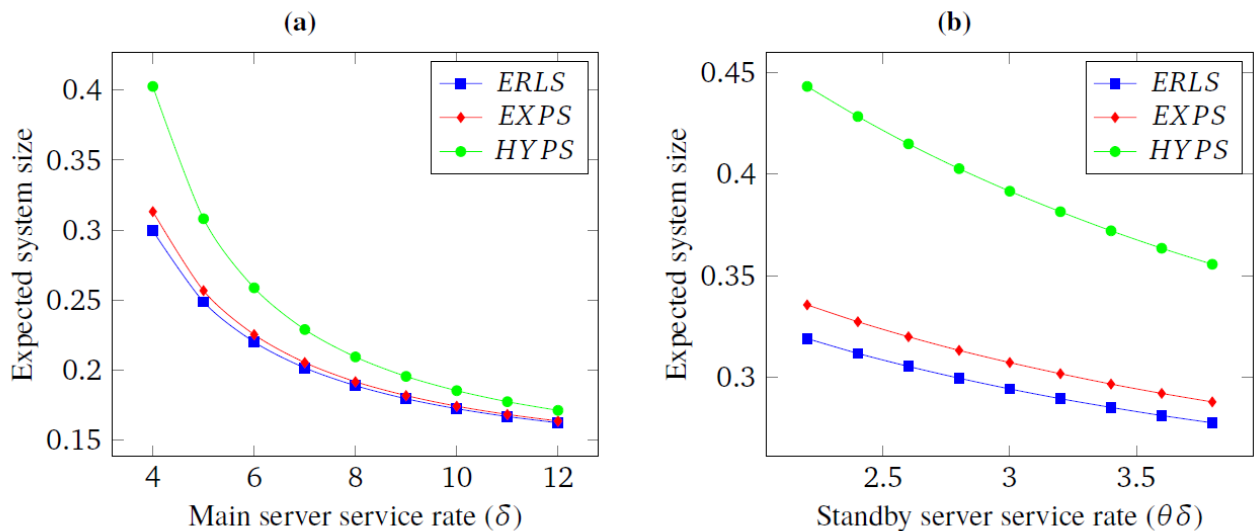 (a)
Expected system size
0.4
0.35
0.3
0.25
0.2
0.15
4
6
8
10
12
Main server service rate (δ)
ERLS
EXPS
HYPS
(b)
Expected system size
0.45
0.4
0.35
0.3
2.5
3
3.5
Standby server service rate (θδ)
ERLS
EXPS
HYPS